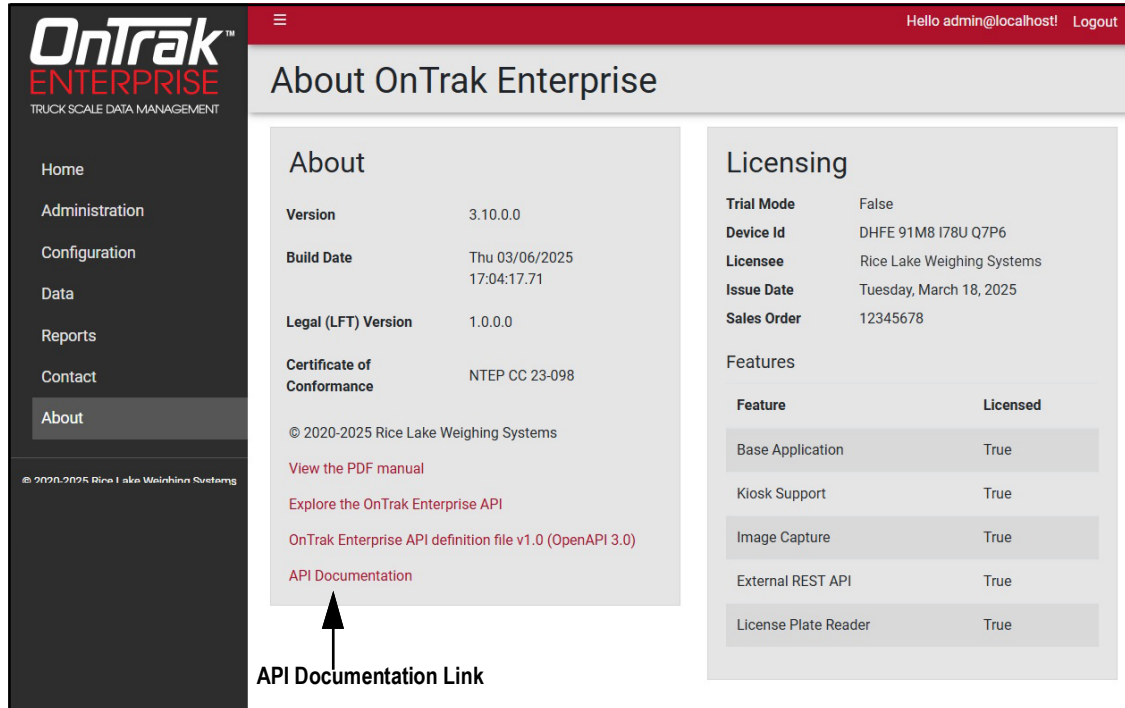 OnTrak™
ENTERPRISE
TRUCK SCALE DATA MANAGEMENT
Home
Administration
Configuration
Data
Reports
Contact
About
© 2020-2025 Rice Lake Weighing Systems
☰
Hello admin@localhost! Logout
About OnTrak Enterprise
About
Version 3.10.0.0
Build Date Thu 03/06/2025
17:04:17.71
Legal (LFT) Version 1.0.0.0
Certificate of
Conformance NTEP CC 23-098
© 2020-2025 Rice Lake Weighing Systems
View the PDF manual
Explore the OnTrak Enterprise API
OnTrak Enterprise API definition file v1.0 (OpenAPI 3.0)
API Documentation
API Documentation Link
Licensing
Trial Mode False
Device Id DHFE 91M8 I78U Q7P6
Licensee Rice Lake Weighing Systems
Issue Date Tuesday, March 18, 2025
Sales Order 12345678
Features
Feature Licensed
Base Application True
Kiosk Support True
Image Capture True
External REST API True
License Plate Reader True